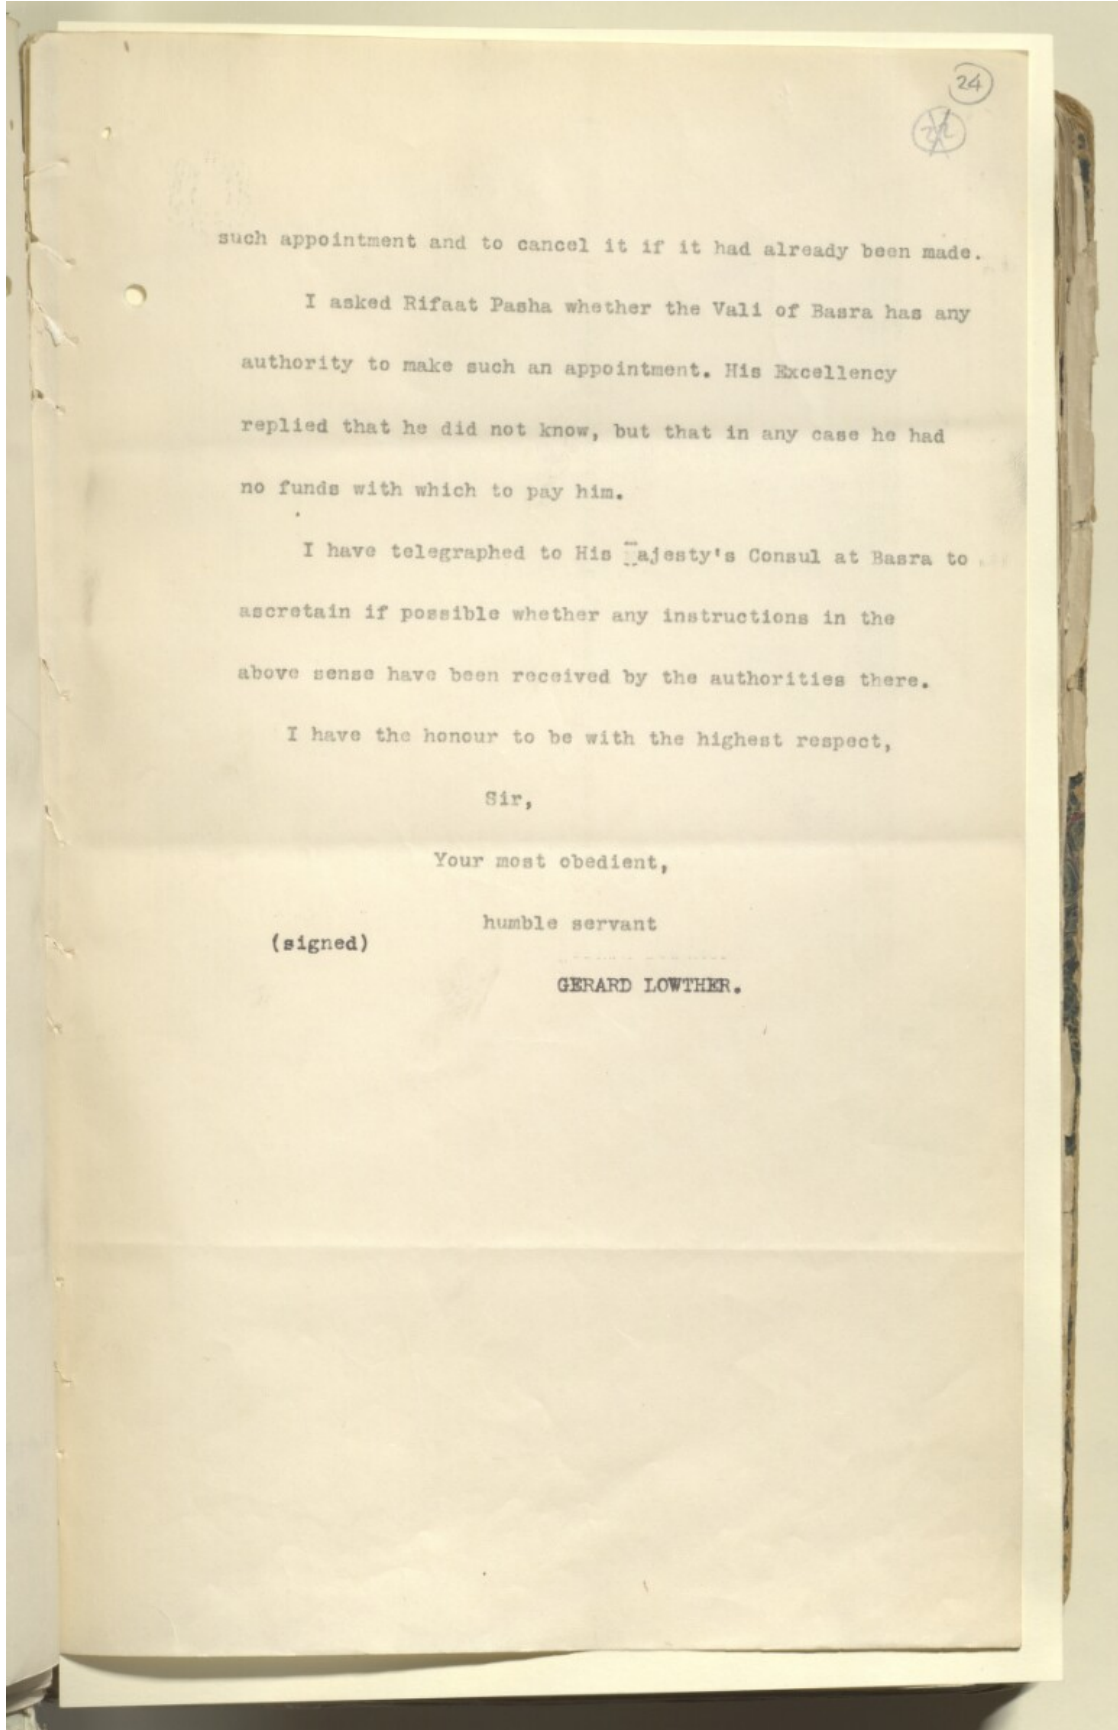 24
22
such appointment and to cancel it if it had already been made.
I asked Rifaat Pasha whether the Vali of Basra has any
authority to make such an appointment. His Excellency
replied that he did not know, but that in any case he had
no funds with which to pay him.
I have telegraphed to His Majesty's Consul at Basra to
ascretain if possible whether any instructions in the
above sense have been received by the authorities there.
I have the honour to be with the highest respect,
Sir,
Your most obedient,
humble servant
(signed)
GERARD LOWTHER.